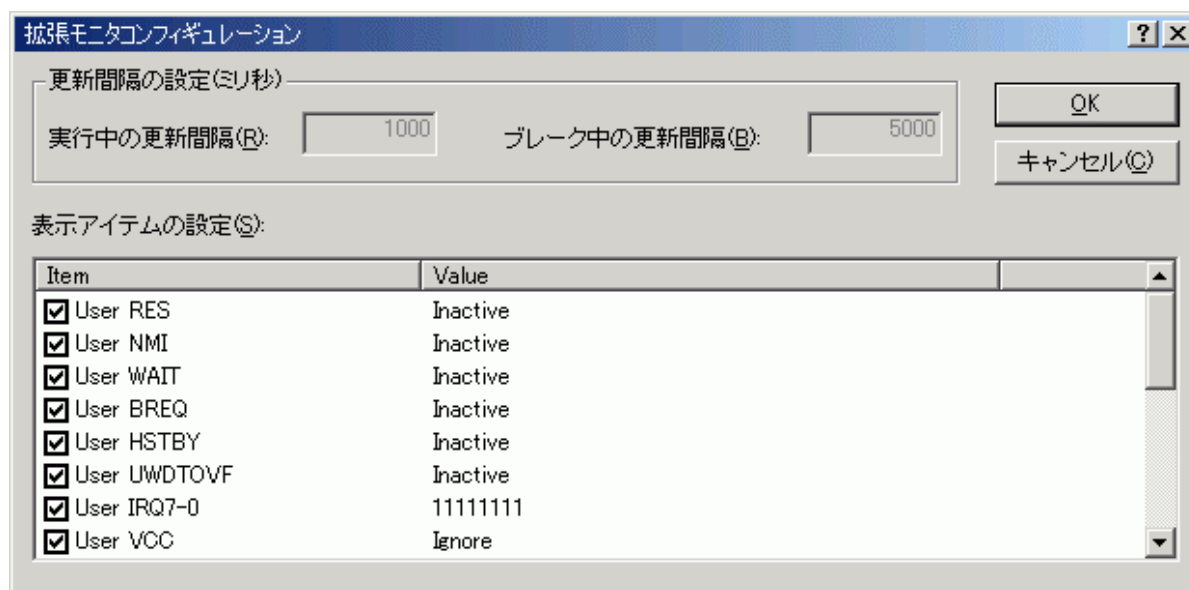 拡張モニタコンフィギュレーション
更新間隔の設定(ミリ秒)
実行中の更新間隔(R): 1000 ブレーク中の更新間隔(B): 5000
OK
キャンセル(C)
表示アイテムの設定(S):
Item Value
User RES Inactive
User NMI Inactive
User WAIT Inactive
User BREQ Inactive
User HSTBY Inactive
User UWDTOVF Inactive
User IRQ7-0 11111111
User VCC Ignore